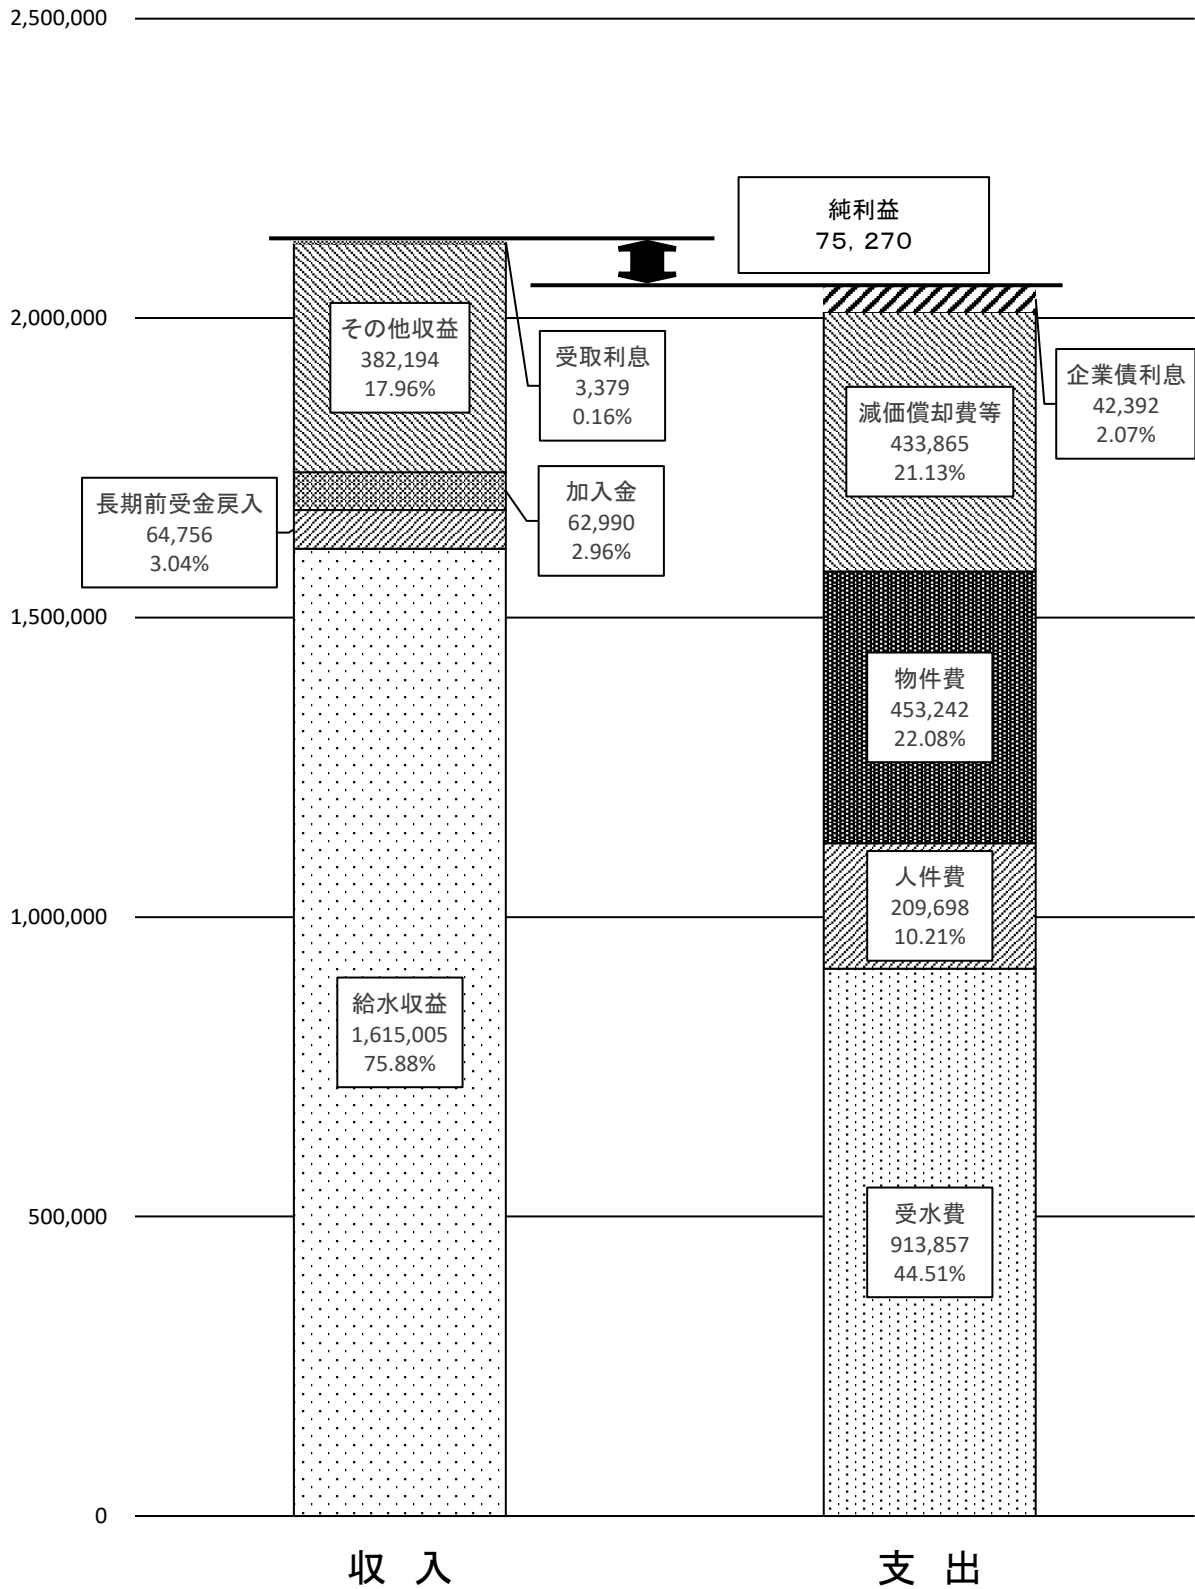 2,500,000
純利益
75,270
2,000,000
その他収益
382,194
17.96%
受取利息
3,379
0.16%
企業債利息
42,392
2.07%
減価償却費等
433,865
21.13%
長期前受金戻入
64,756
3.04%
加入金
62,990
2.96%
1,500,000
物件費
453,242
22.08%
人件費
209,698
10.21%
1,000,000
給水収益
1,615,005
75.88%
受水費
913,857
44.51%
500,000
0
収 入
支 出